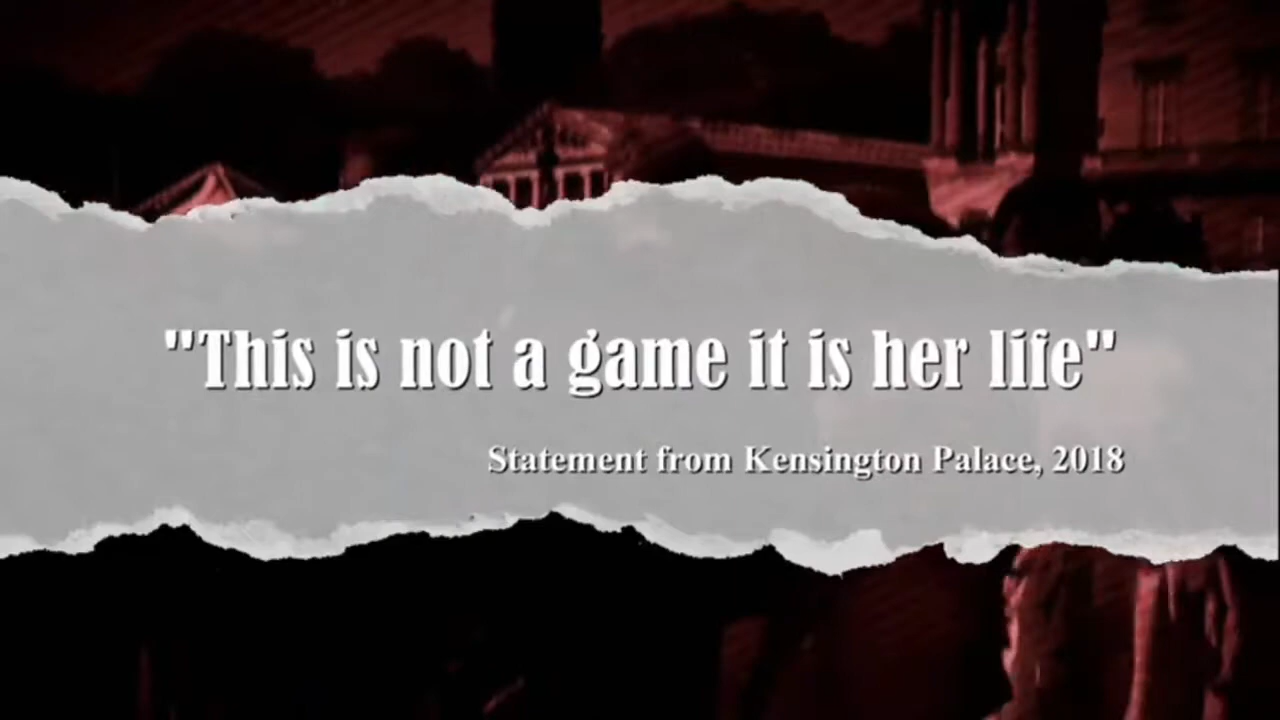 "This is not a game it is her life"
Statement from Kensington Palace, 2018